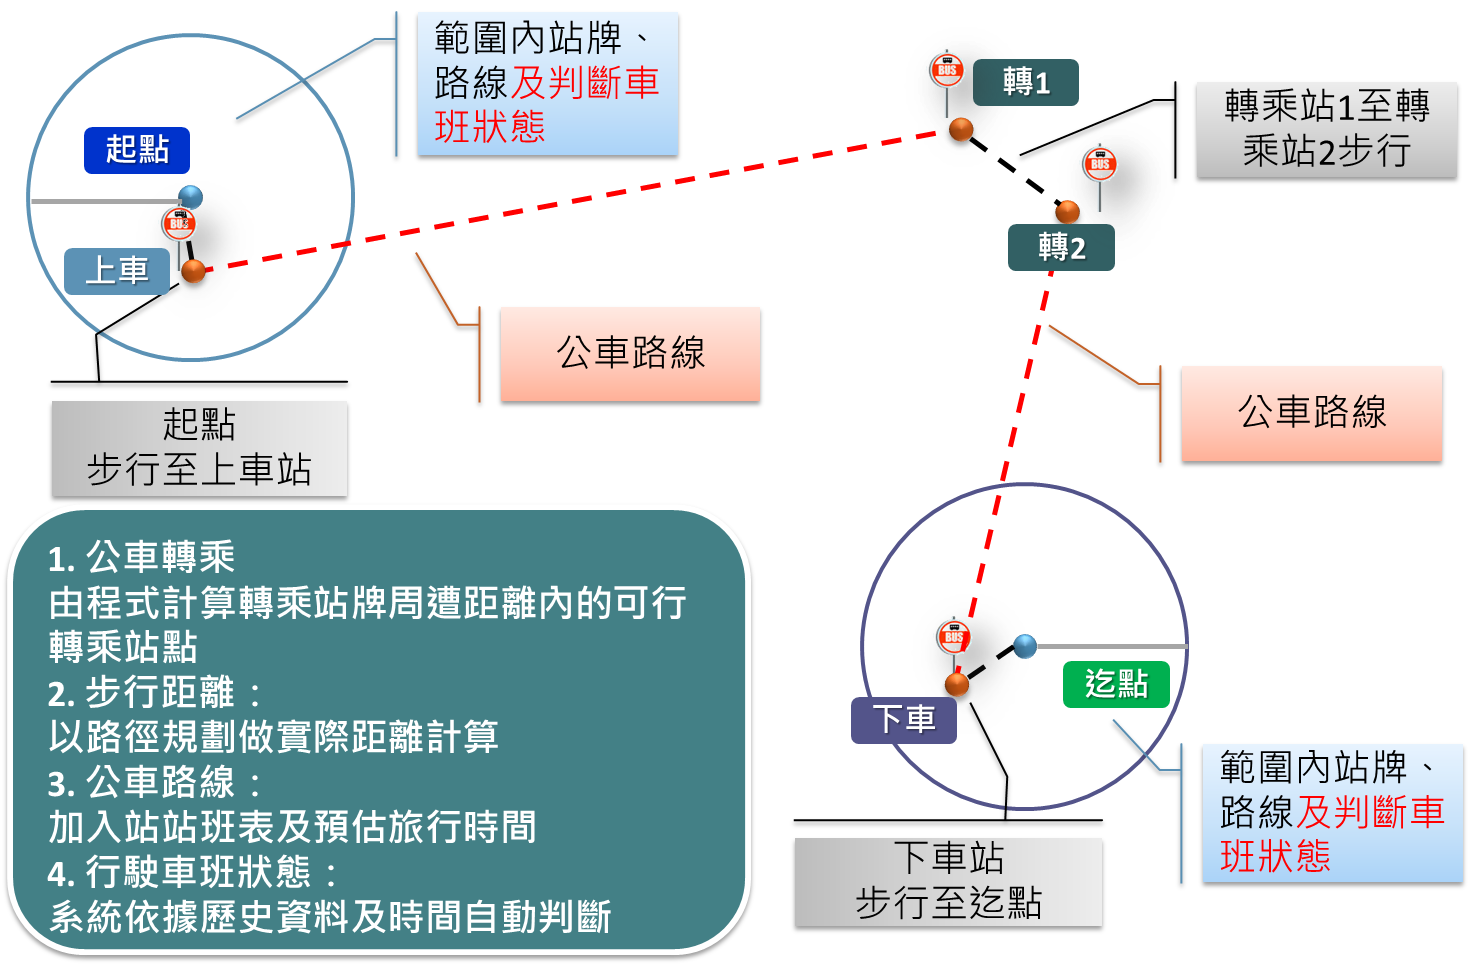 範圍內站牌、
路線及判斷車
班狀態
起點
BUS
上車
起點
步行至上車站
公車路線
BUS
轉1
BUS
轉2
轉乘站1至轉
乘站2步行
公車路線
1. 公車轉乘
由程式計算轉乘站牌周遭距離內的可行
轉乘站點
2. 步行距離：
以路徑規劃做實際距離計算
3. 公車路線：
加入站站班表及預估旅行時間
4. 行駛車班狀態：
系統依據歷史資料及時間自動判斷
BUS
下車
迄點
範圍內站牌、
路線及判斷車
班狀態
下車站
步行至迄點